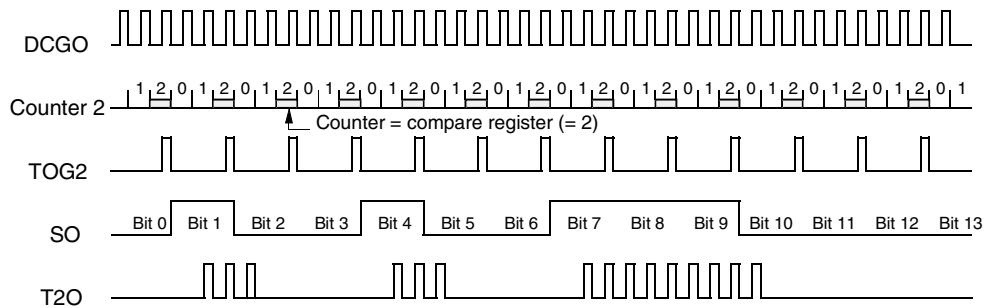 DCGO
Counter 2 1 2 0 1 2 0 1 2 0 1 2 0 1 2 0 1 2 0 1 2 0 1 2 0 1 2 0 1 2 0 1 2 0 1 2 0 1 2 0 1
Counter = compare register (= 2)
TOG2
SO Bit 0 Bit 1 Bit 2 Bit 3 Bit 4 Bit 5 Bit 6 Bit 7 Bit 8 Bit 9 Bit 10 Bit 11 Bit 12 Bit 13
T2O